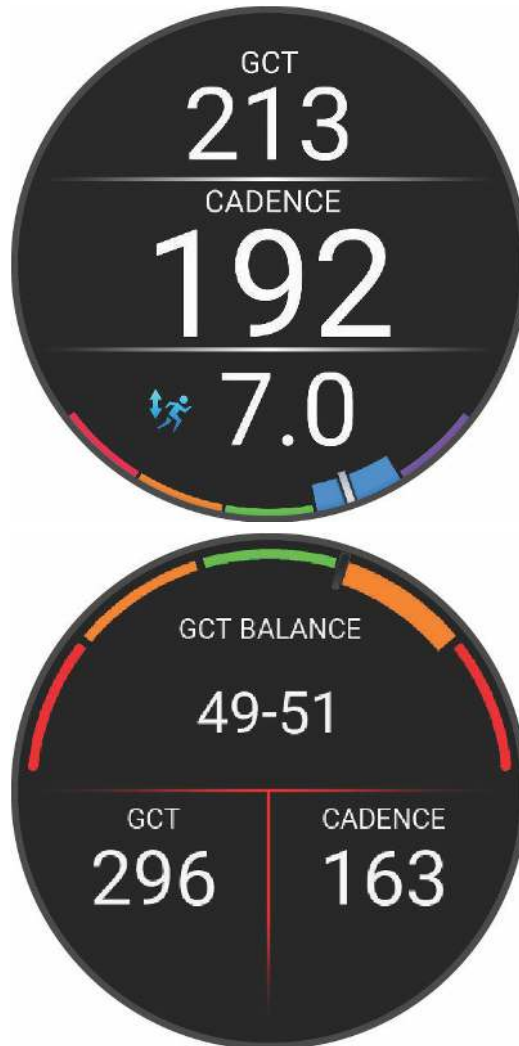 GCT
213
CADENCE
192
7.0
GCT BALANCE
49-51
GCT CADENCE
296 163